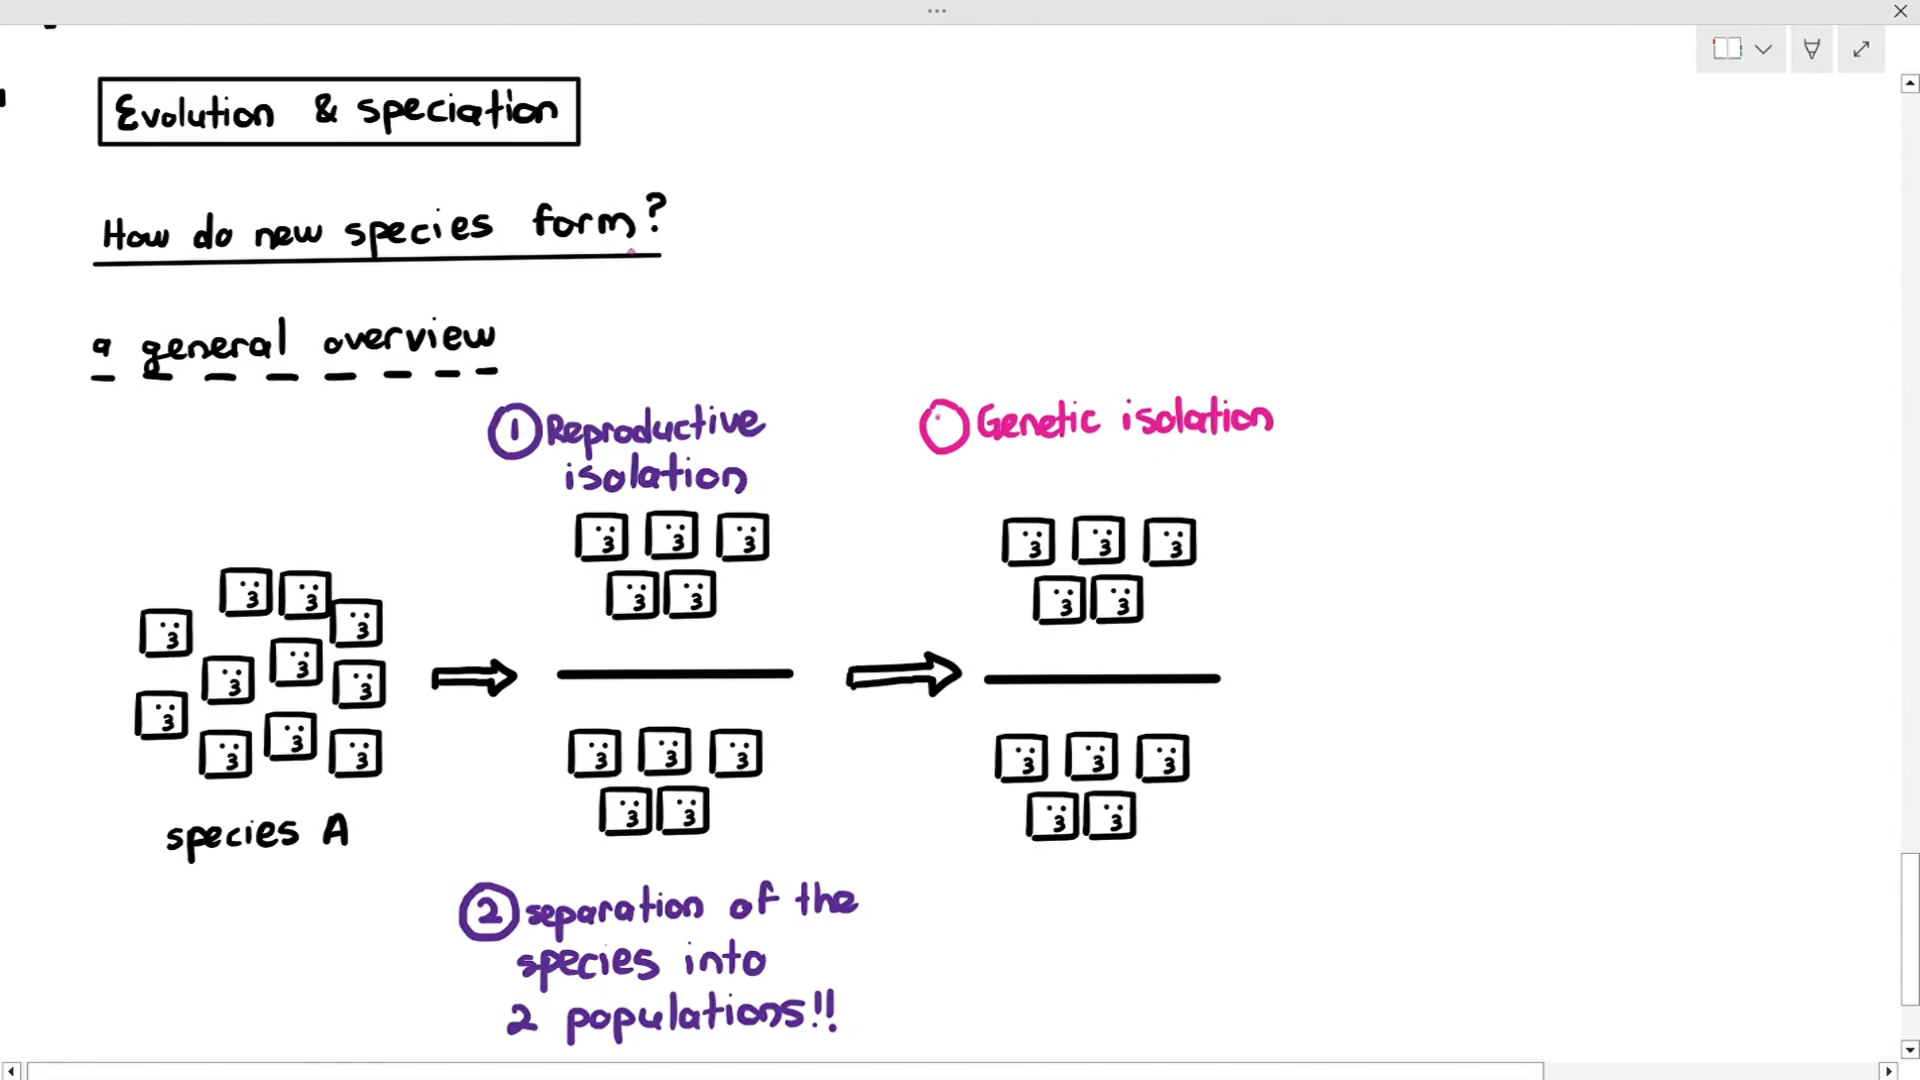 Evolution & speciation
How do new species form?
a general overview
① Reproductive
isolation
Genetic isolation
species A
② separation of the
species into
2 populations!!